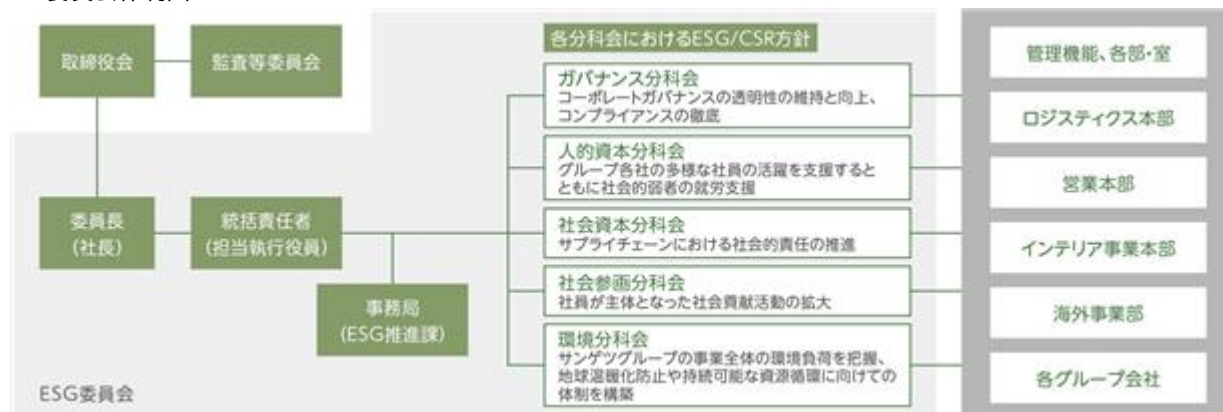 取締役会
監査等委員会
委員長
(社長)
統括責任者
(担当執行役員)
事務局
(ESG推進課)
ESG委員会
各分科会におけるESG/CSR方針
ガバナンス分科会
コーポレートガバナンスの透明性の維持と向上、
コンプライアンスの徹底
人的資本分科会
グループ各社の多様な社員の活躍を支援すると
ともに社会的弱者の就労支援
社会資本分科会
サプライチェーンにおける社会的責任の推進
社会参画分科会
社員が主体となった社会貢献活動の拡大
環境分科会
サンゲツグループの事業全体の環境負荷を把握、
地球温暖化防止や持続可能な資源循環に向けての
体制を構築
管理機能、各部・室
ロジスティクス本部
営業本部
インテリア事業本部
海外事業部
各グループ会社